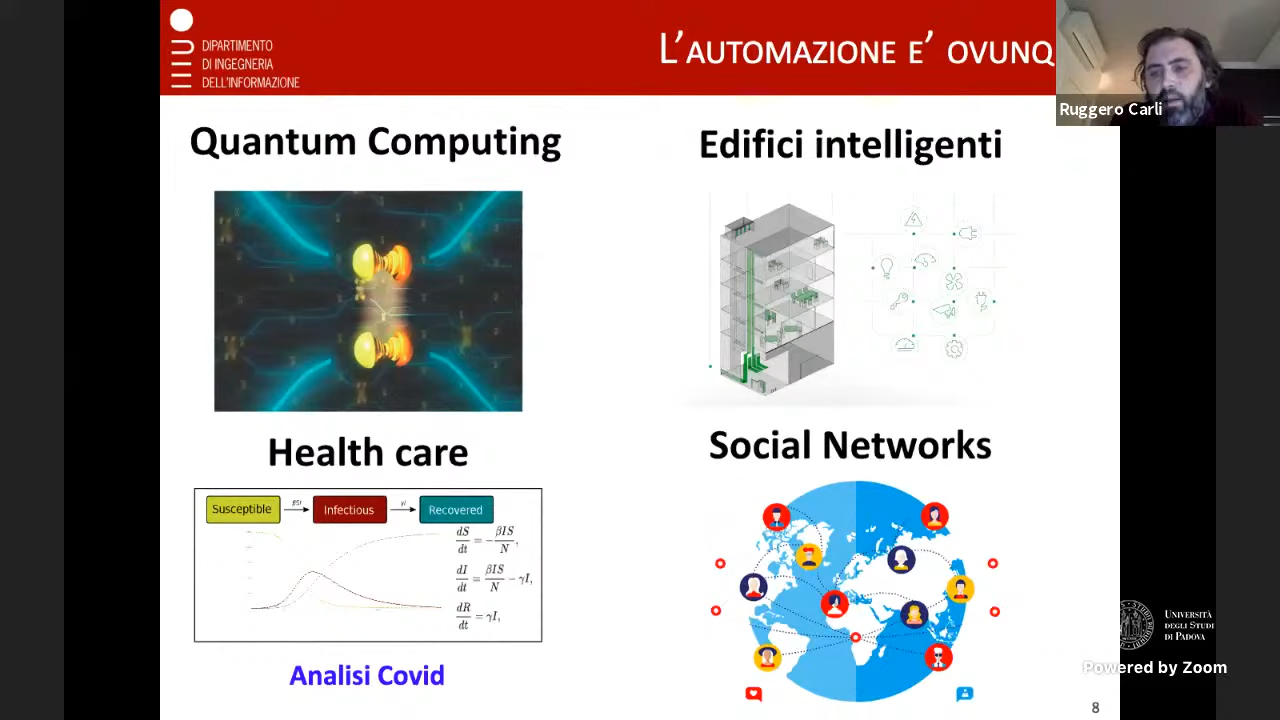 DIPARTIMENTO
DI INGEGNERIA
DELL'INFORMAZIONE
L'AUTOMAZIONE E' OVUNQ
Ruggero Carli
Quantum Computing
Edifici intelligenti
Health care
Social Networks
Susceptible
Infectious
γI
Recovered
dS/dt = -βIS/N,
dI/dt = βIS/N - γI,
dR/dt = γI,
Analisi Covid
UNIVERSITÀ
DEGLI STUDI
DI PADOVA
Powered by Zoom
8